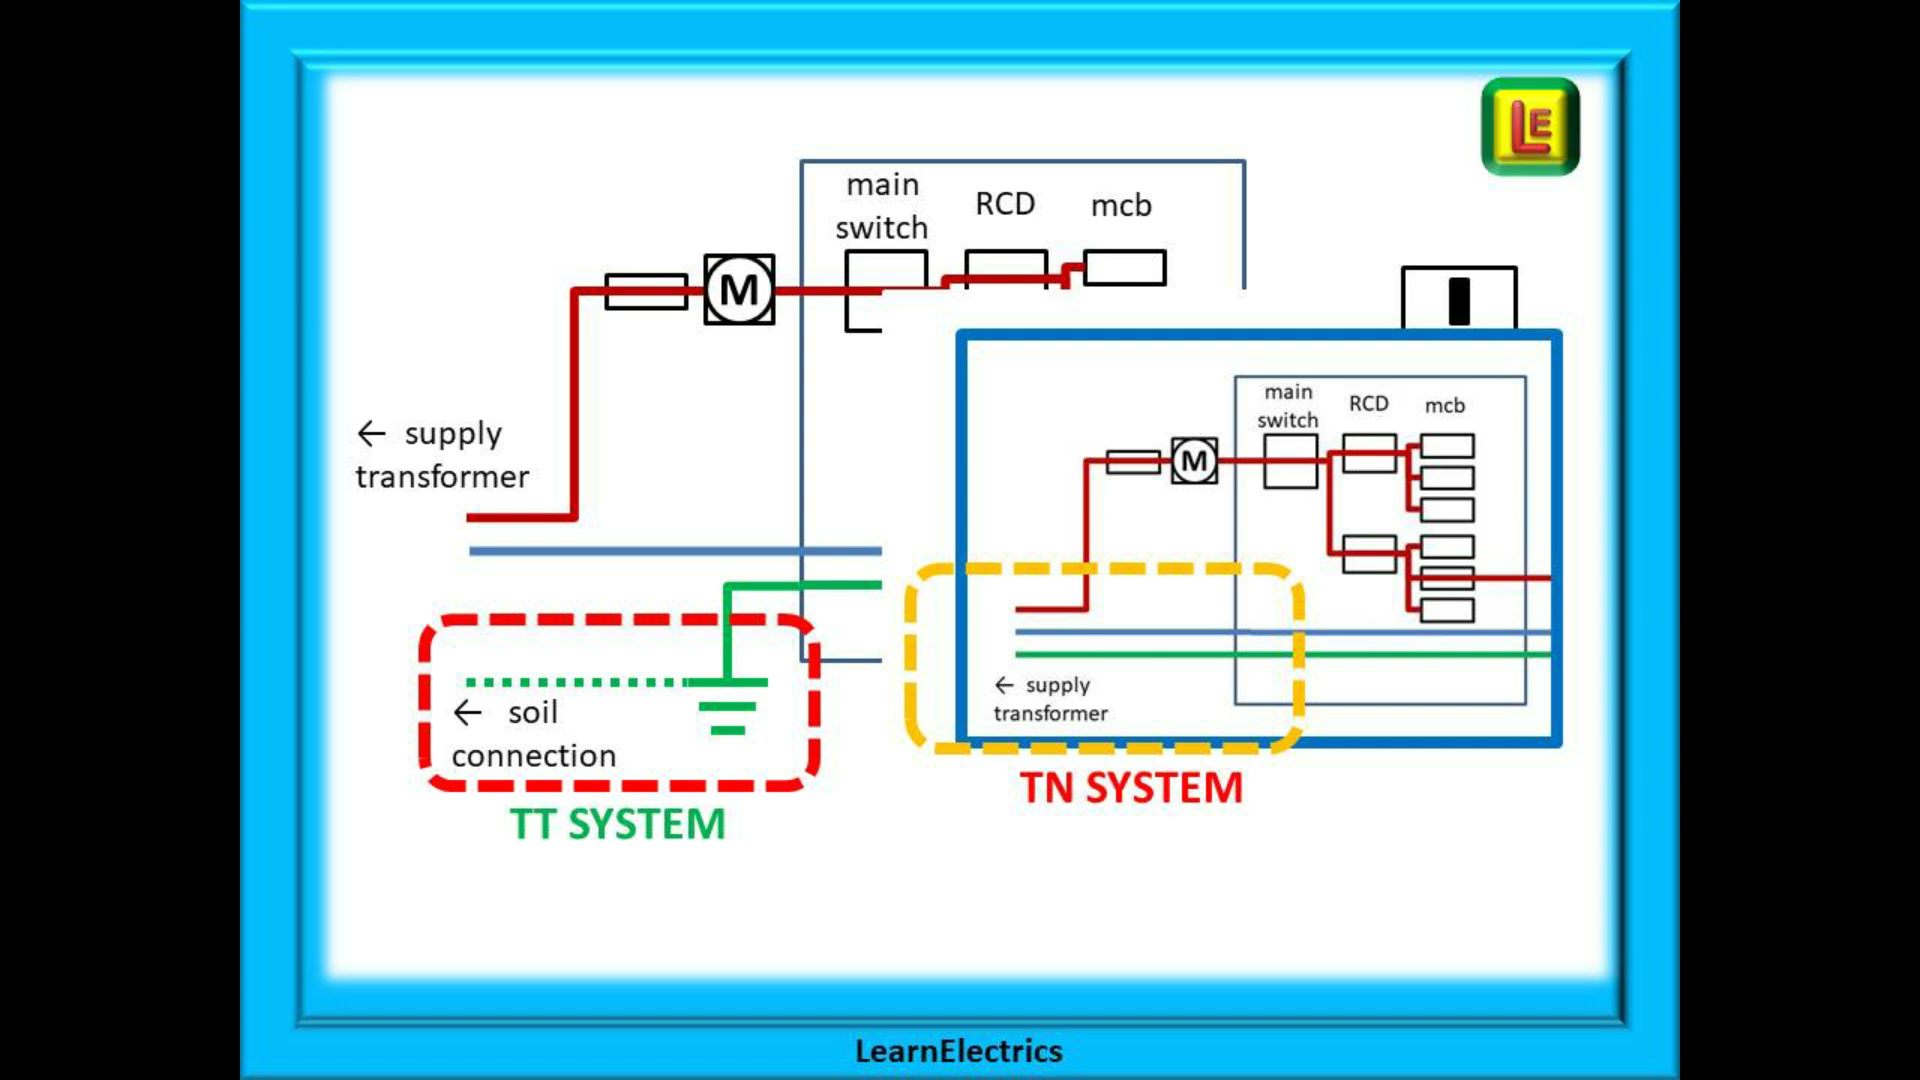 LE
main
switch
RCD
mcb
M
← supply
transformer
main
switch
RCD
mcb
M
← supply
transformer
← soil
connection
TT SYSTEM
TN SYSTEM
LearnElectrics